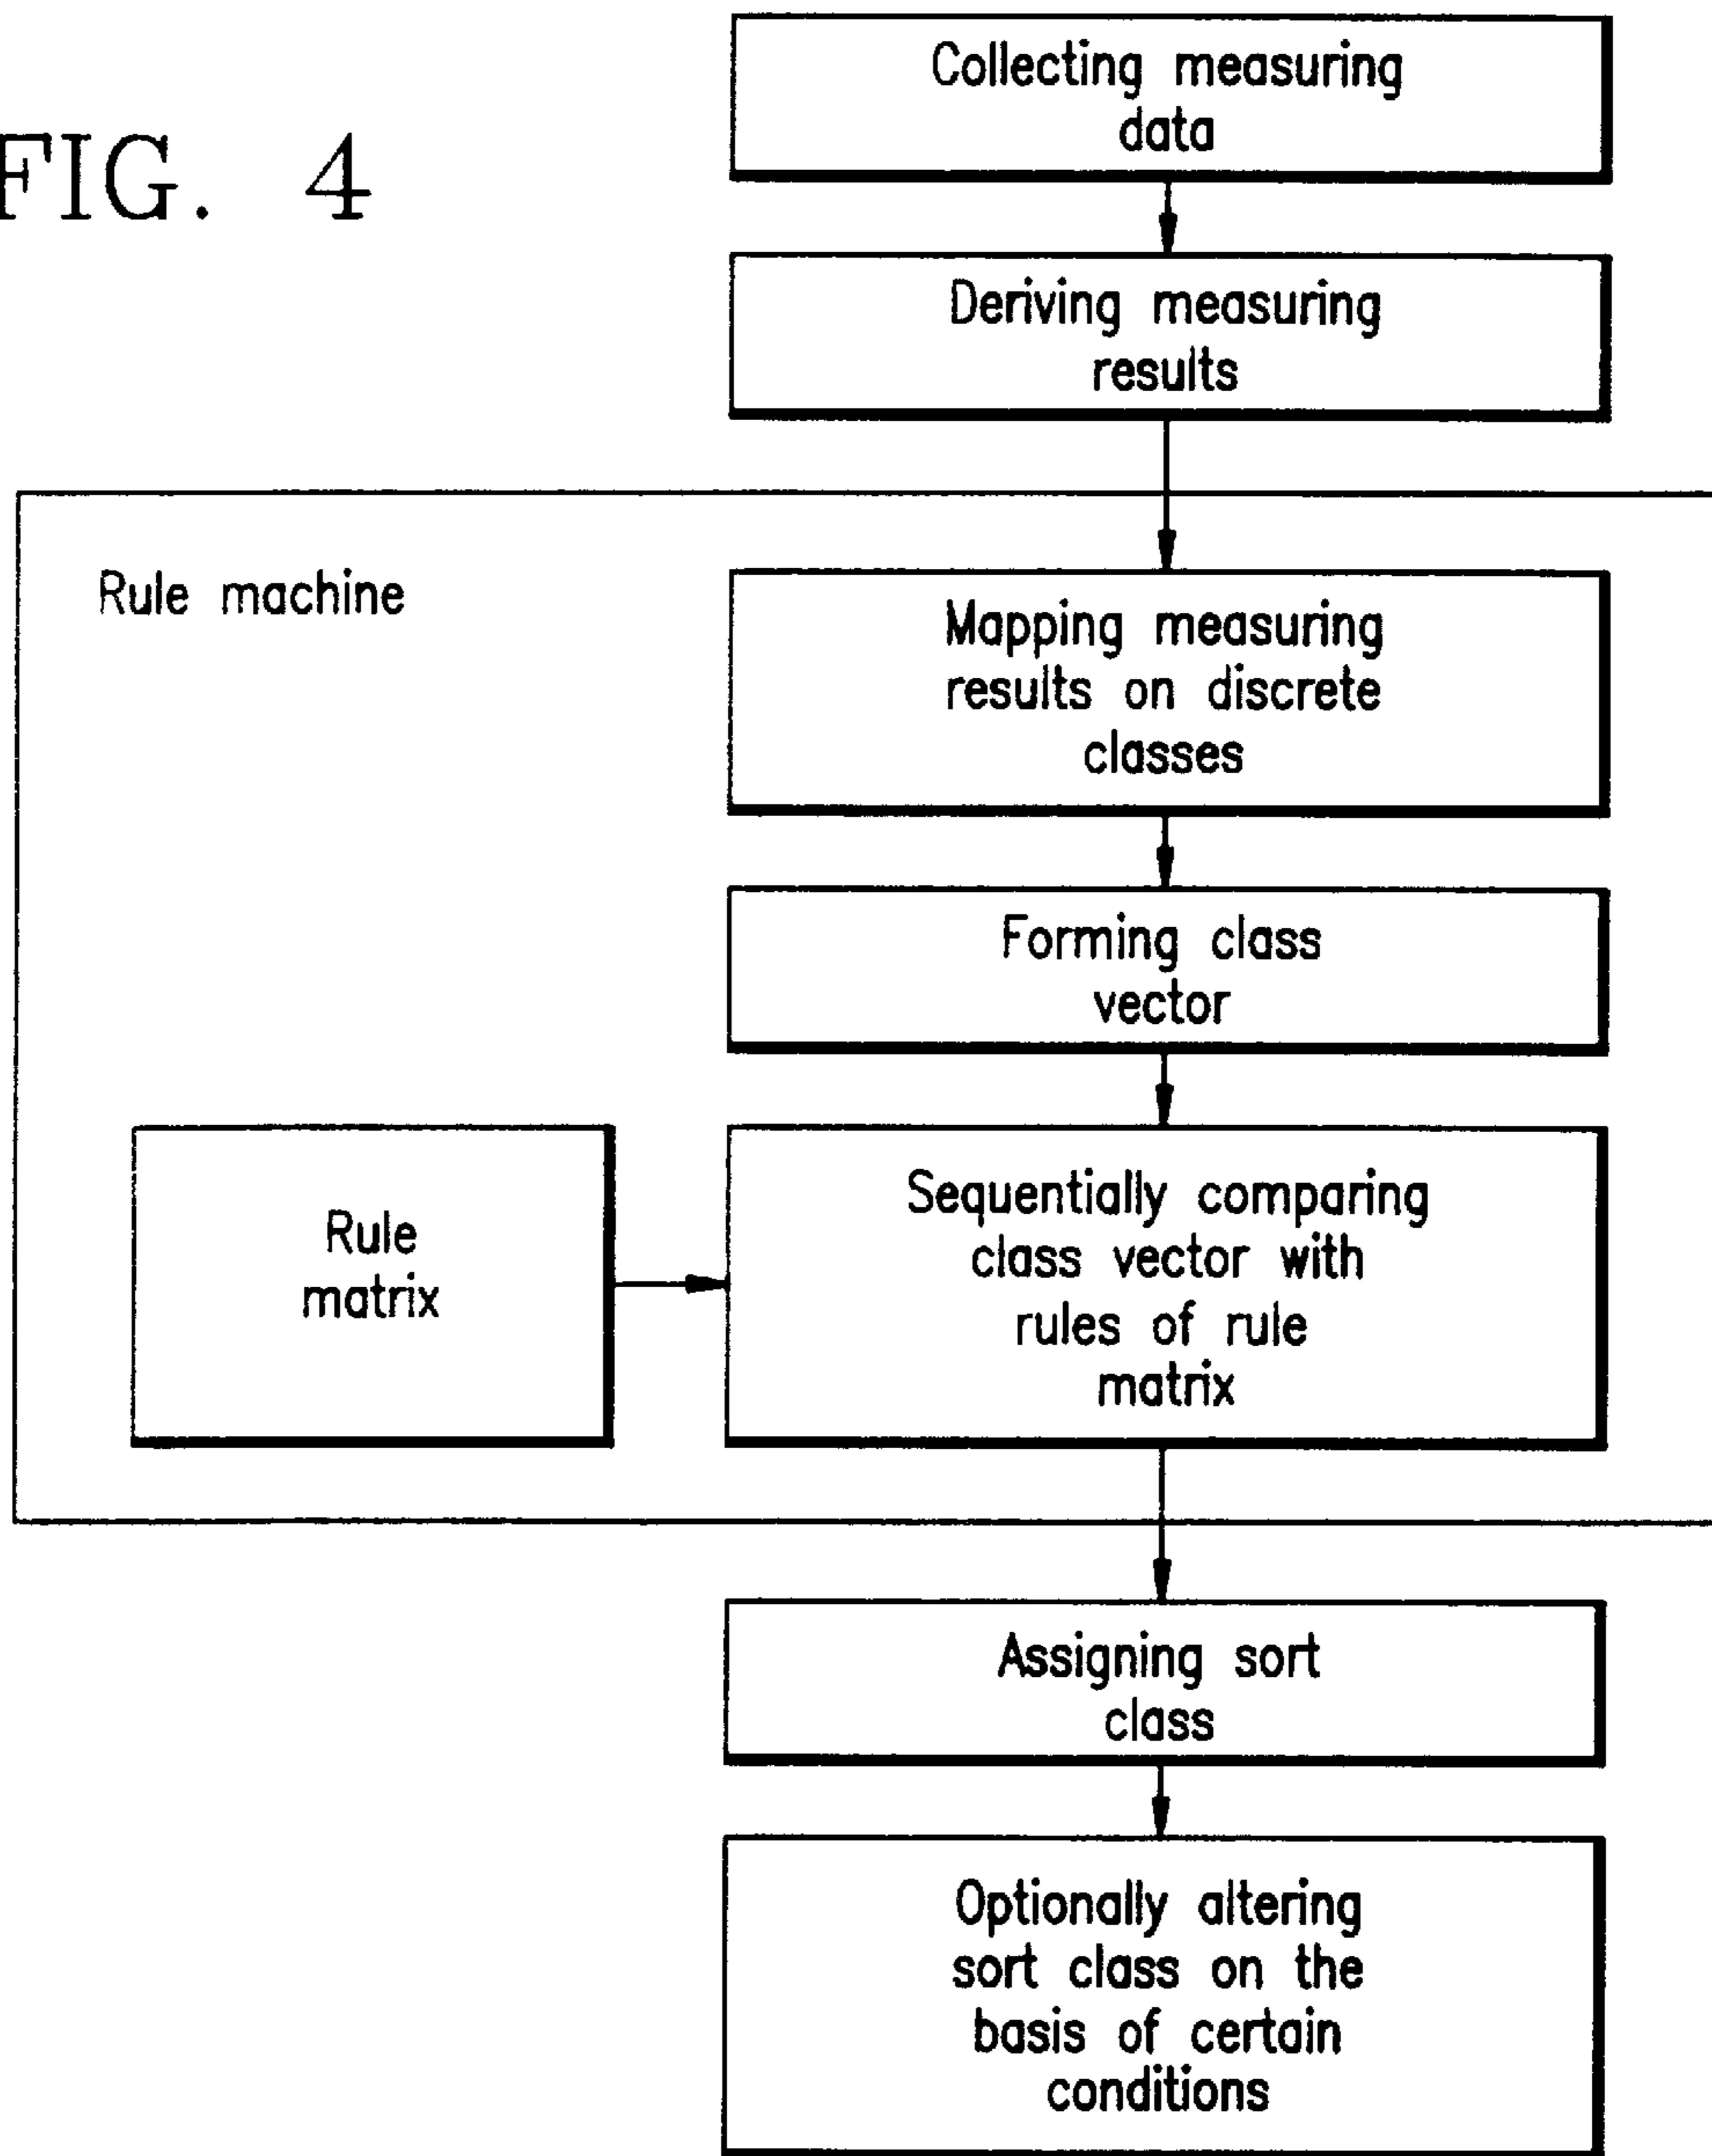 FIG. 4
Collecting measuring
data
Deriving measuring
results
Rule machine
Mapping measuring
results on discrete
classes
Forming class
vector
Rule
matrix
Sequentially comparing
class vector with
rules of rule
matrix
Assigning sort
class
Optionally altering
sort class on the
basis of certain
conditions